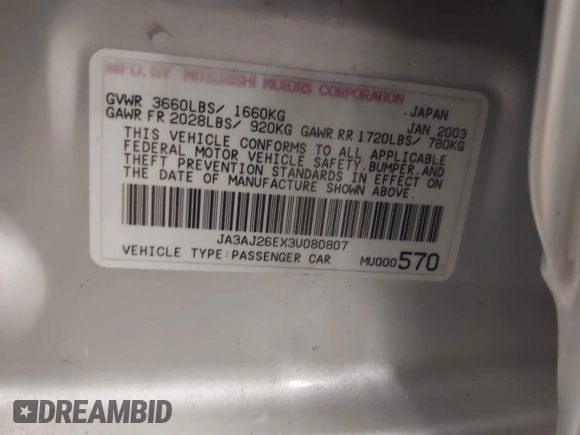 MFD. BY MITSUBISHI MOTORS CORPORATION
GVWR 3660LBS/ 1660KG JAPAN
GAWR FR 2028LBS/ 920KG GAWR RR 1720LBS/ 780KG JAN 2003
THIS VEHICLE CONFORMS TO ALL APPLICABLE
FEDERAL MOTOR VEHICLE SAFETY, BUMPER, AND
THEFT PREVENTION STANDARDS IN EFFECT ON
THE DATE OF MANUFACTURE SHOWN ABOVE.
JA3AJ26EX3U080807
VEHICLE TYPE:PASSENGER CAR MU000570
DREAMBID